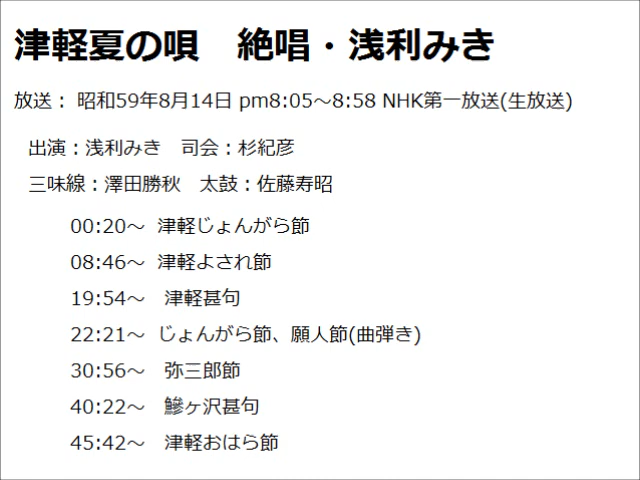 津軽夏の唄　絶唱・浅利みき
放送： 昭和59年8月14日 pm8:05～8:58 NHK第一放送(生放送)
出演：浅利みき　司会：杉紀彦
三味線：澤田勝秋　太鼓：佐藤寿昭
00:20～ 津軽じょんがら節
08:46～ 津軽よされ節
19:54～　津軽甚句
22:21～ じょんがら節、願人節(曲弾き)
30:56～　弥三郎節
40:22～　鯵ヶ沢甚句
45:42～　津軽おはら節